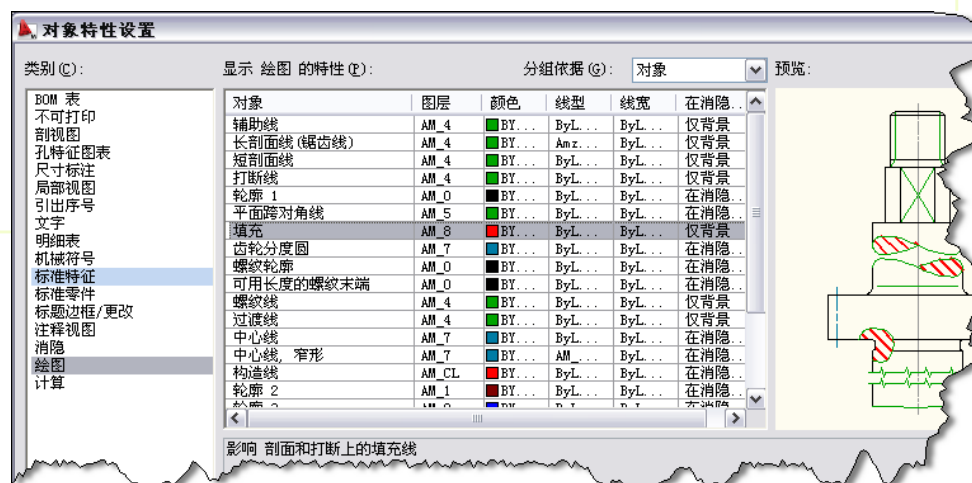 对象特性设置
类别(C):
显示 绘图 的特性(P):
分组依据(G):
对象
预览:
BOM 表
不可打印
剖视图
孔特征图表
尺寸标注
局部视图
引出序号
文字
明细表
机械符号
标准特征
标准零件
标题边框/更改
注释视图
消隐
绘图
计算
对象 图层 颜色 线型 线宽 在消隐...
辅助线 AM_4 BY... ByL... ByL... 仅背景
长剖面线(锯齿线) AM_4 BY... Amz... ByL... 仅背景
短剖面线 AM_4 BY... ByL... ByL... 仅背景
打断线 AM_4 BY... ByL... ByL... 仅背景
轮廓 1 AM_0 BY... ByL... ByL... 在消隐...
平面跨对角线 AM_5 BY... ByL... ByL... 在消隐...
填充 AM_8 BY... ByL... ByL... 仅背景
齿轮分度圆 AM_7 BY... ByL... ByL... 在消隐...
螺纹轮廓 AM_0 BY... ByL... ByL... 在消隐...
可用长度的螺纹末端 AM_0 BY... ByL... ByL... 在消隐...
螺纹线 AM_4 BY... ByL... ByL... 仅背景
过渡线 AM_4 BY... ByL... ByL... 仅背景
中心线 AM_7 BY... ByL... ByL... 在消隐...
中心线, 窄形 AM_7 BY... AM_... ByL... 在消隐...
构造线 AM_CL BY... ByL... ByL... 在消隐...
轮廓 2 AM_1 BY... ByL... ByL... 在消隐...
影响 剖面和打断上的填充线